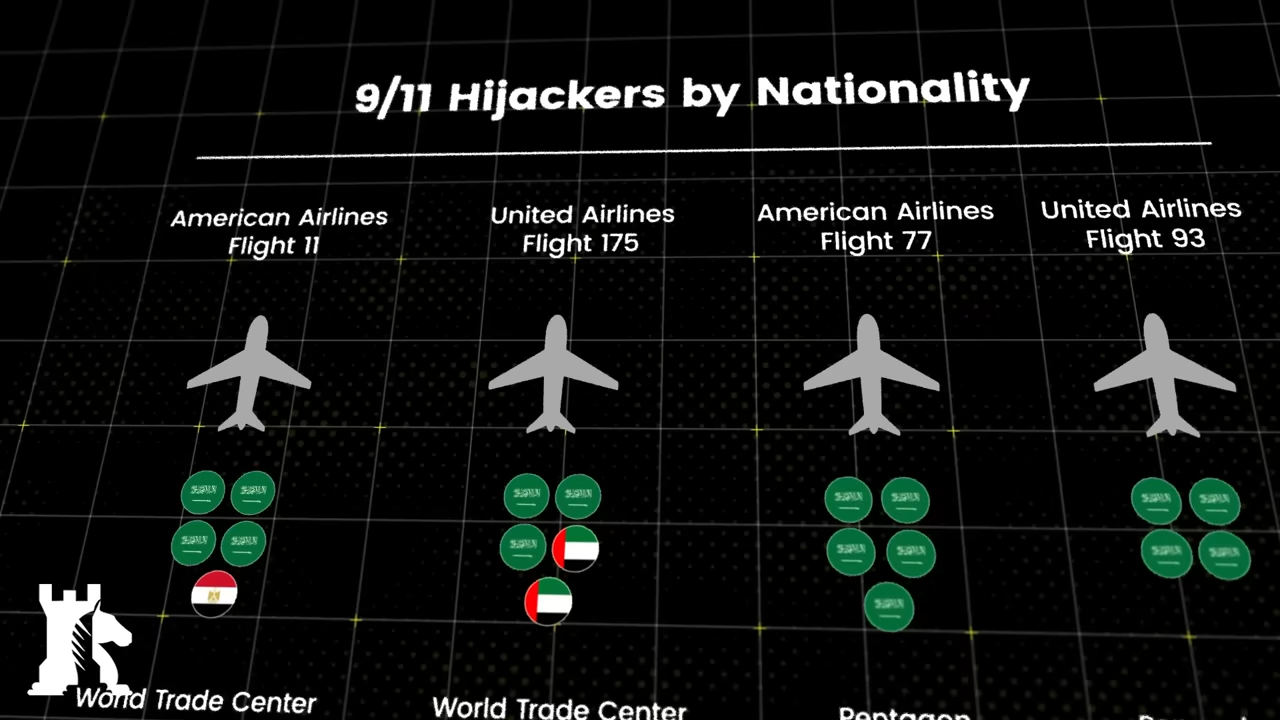 9/11 Hijackers by Nationality
American Airlines
Flight 11
United Airlines
Flight 175
American Airlines
Flight 77
United Airlines
Flight 93
World Trade Center
World Trade Center
Pentagon